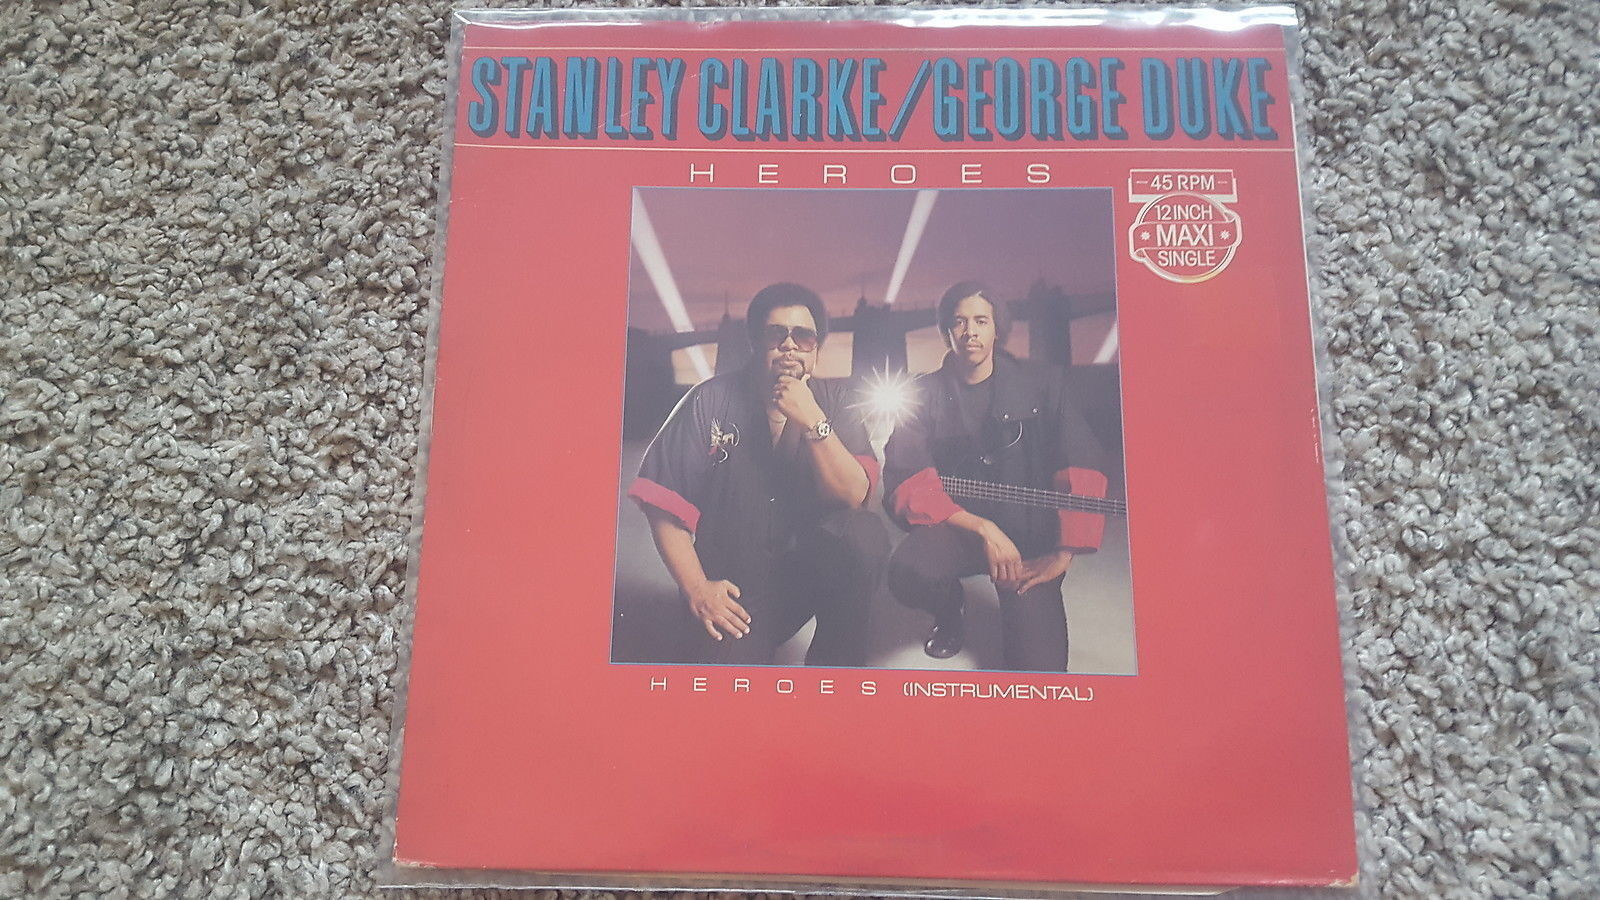 STANLEY CLARKE/GEORGE DUKE
HEROES
45 RPM
12 INCH
MAXI
SINGLE
HEROES (INSTRUMENTAL)